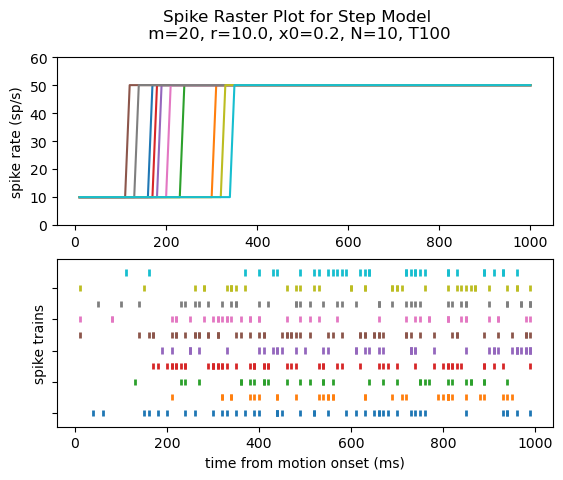 Spike Raster Plot for Step Model
m=20, r=10.0, x0=0.2, N=10, T100
spike rate (sp/s)
60
50
40
30
20
10
0
0 200 400 600 800 1000
spike trains
0 200 400 600 800 1000
time from motion onset (ms)